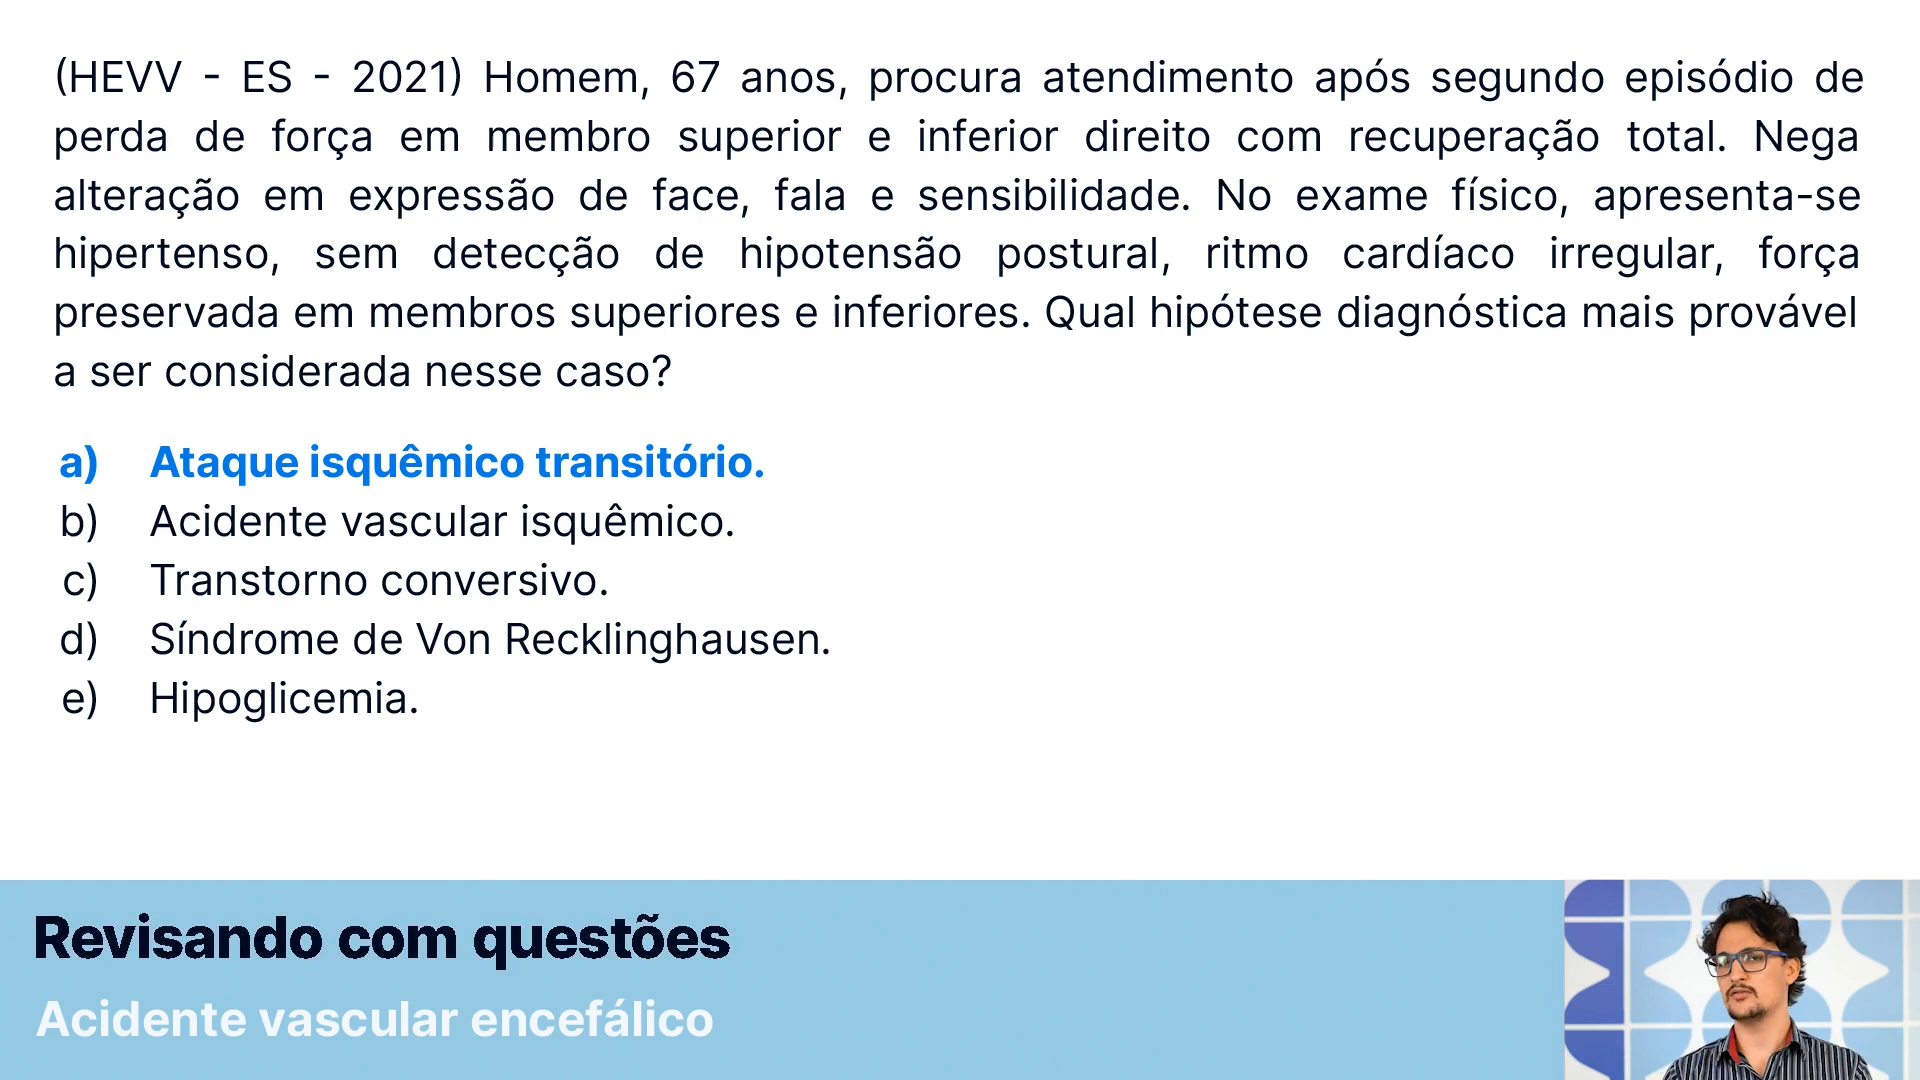 (HEVV - ES - 2021) Homem, 67 anos, procura atendimento após segundo episódio de
perda de força em membro superior e inferior direito com recuperação total. Nega
alteração em expressão de face, fala e sensibilidade. No exame físico, apresenta-se
hipertenso, sem detecção de hipotensão postural, ritmo cardíaco irregular, força
preservada em membros superiores e inferiores. Qual hipótese diagnóstica mais provável
a ser considerada nesse caso?
a) Ataque isquêmico transitório.
b) Acidente vascular isquêmico.
c) Transtorno conversivo.
d) Síndrome de Von Recklinghausen.
e) Hipoglicemia.
Revisando com questões
Acidente vascular encefálico